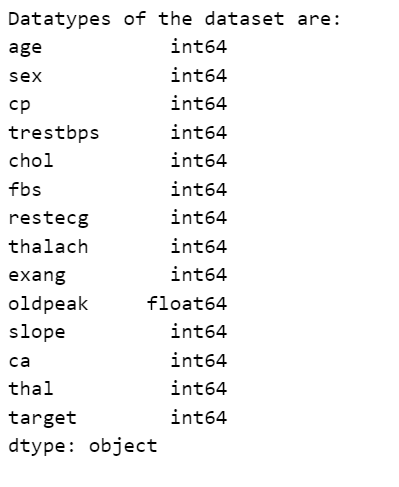 Datatypes of the dataset are:
age            int64
sex            int64
cp             int64
trestbps       int64
chol           int64
fbs            int64
restecg        int64
thalach        int64
exang          int64
oldpeak      float64
slope          int64
ca             int64
thal           int64
target         int64
dtype: object